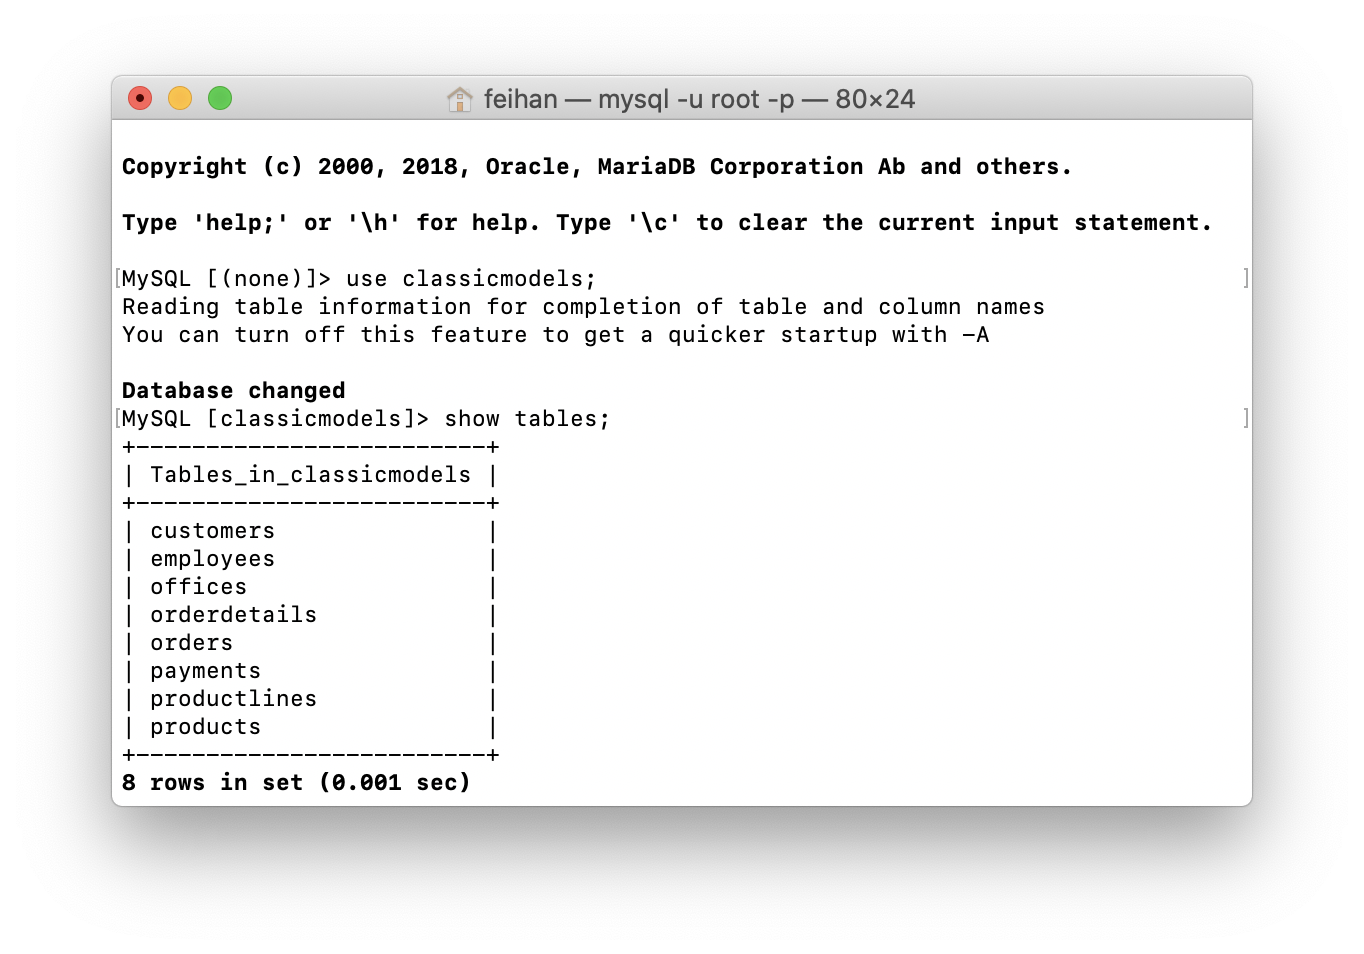 feihan — mysql -u root -p — 80×24
Copyright (c) 2000, 2018, Oracle, MariaDB Corporation Ab and others.
Type 'help;' or '\h' for help. Type '\c' to clear the current input statement.
[MySQL [(none)]> use classicmodels; ]
Reading table information for completion of table and column names
You can turn off this feature to get a quicker startup with -A
Database changed
[MySQL [classicmodels]> show tables; ]
+-------------------------+
| Tables_in_classicmodels |
+-------------------------+
| customers               |
| employees               |
| offices                 |
| orderdetails            |
| orders                  |
| payments                |
| productlines            |
| products                |
+-------------------------+
8 rows in set (0.001 sec)